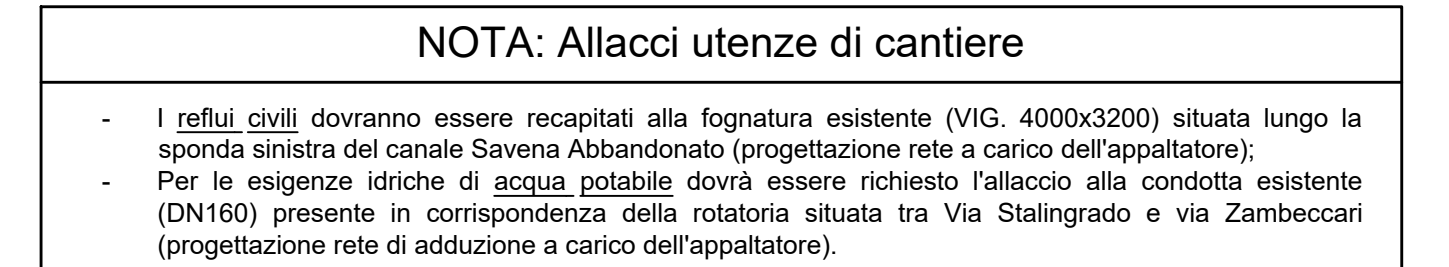 NOTA: Allacci utenze di cantiere
- I reflui civili dovranno essere recapitati alla fognatura esistente (VIG. 4000x3200) situata lungo la
sponda sinistra del canale Savena Abbandonato (progettazione rete a carico dell'appaltatore);
- Per le esigenze idriche di acqua potabile dovrà essere richiesto l'allaccio alla condotta esistente
(DN160) presente in corrispondenza della rotatoria situata tra Via Stalingrado e via Zambeccari
(progettazione rete di adduzione a carico dell'appaltatore).